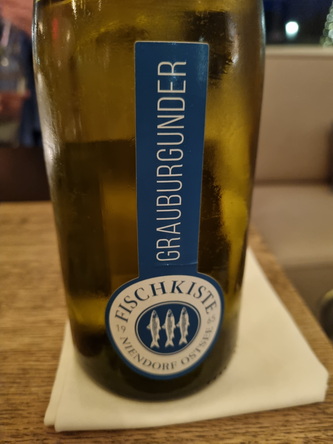 GRAUBURGUNDER
FISCHKISTE
19
NIENDORF OSTSEE